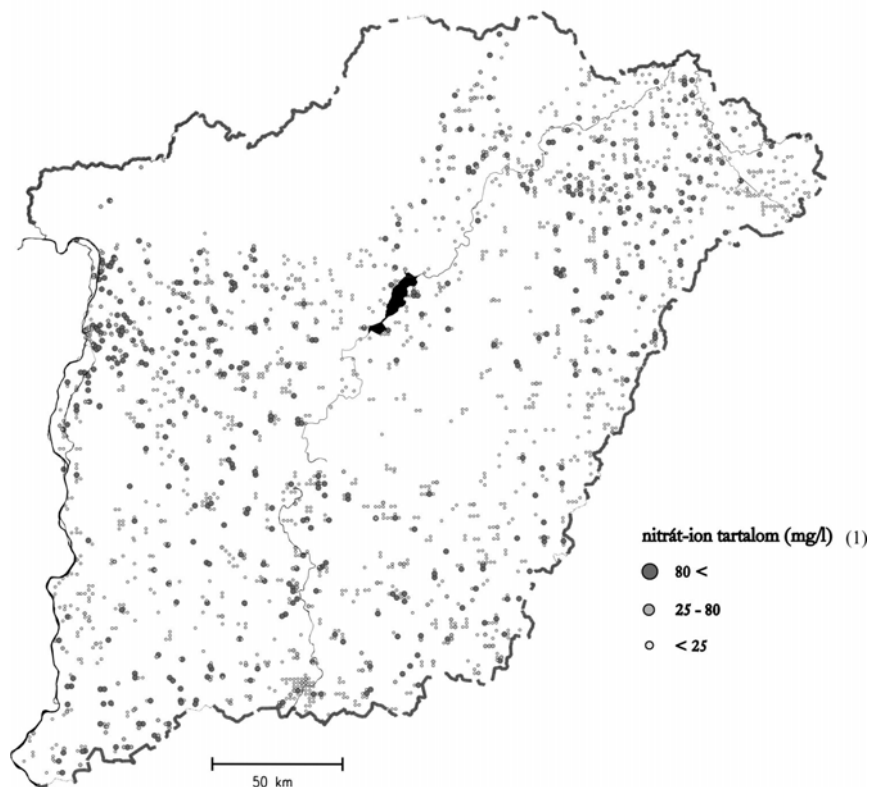 nitrát-ion tartalom (mg/l) (1)
80 <
25 - 80
< 25
50 km